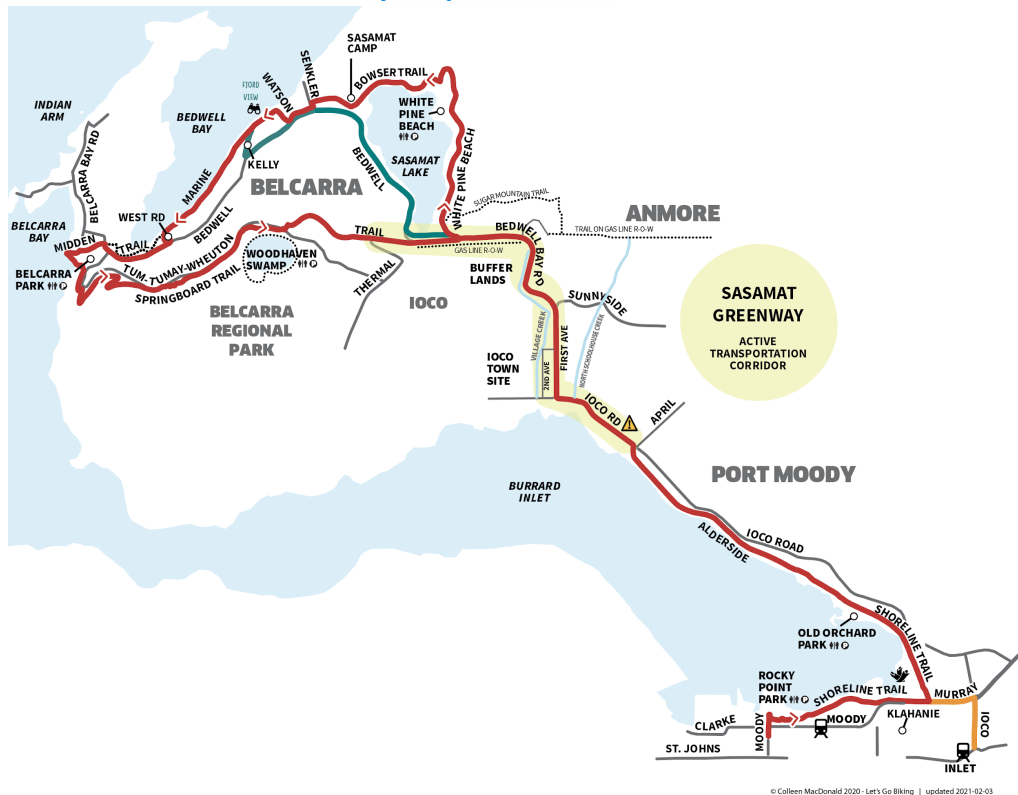 SASAMAT
CAMP
SENKLER
BOWSER TRAIL
WATSON
FJORD
VIEW
INDIAN
ARM
BEDWELL
BAY
WHITE
PINE
BEACH
P
BELCARRA BAY RD
KELLY
BEDWELL
SASAMAT
LAKE
WHITE PINE BEACH
MARINE
BELCARRA
SUGAR MOUNTAIN TRAIL
ANMORE
WEST RD
BELCARRA
BAY
BEDWELL
TRAIL
BEDWELL BAY RD
TRAIL ON GAS LINE R-O-W
GAS LINE R-O-W
MIDDEN
TRAIL
TUM-TUMAY-WHEUTON
WOODHAVEN
SWAMP
P
BELCARRA
PARK
P
SPRINGBOARD TRAIL
THERMAL
BUFFER
LANDS
SUNNYSIDE
SASAMAT
GREENWAY
ACTIVE
TRANSPORTATION
CORRIDOR
IOCO
BELCARRA
REGIONAL
PARK
VILLAGE CREEK
FIRST AVE
NORTH SCHOOLHOUSE CREEK
IOCO
TOWN
SITE
2ND AVE
IOCO RD
APRIL
PORT MOODY
BURRARD
INLET
ALDERSIDE
IOCO ROAD
SHORELINE TRAIL
OLD ORCHARD
PARK
P
ROCKY
POINT
PARK
P
SHORELINE TRAIL
MURRAY
CLARKE
MOODY
MOODY
KLAHANIE
IOCO
ST. JOHNS
INLET
© Colleen MacDonald 2020 - Let's Go Biking | updated 2021-02-03